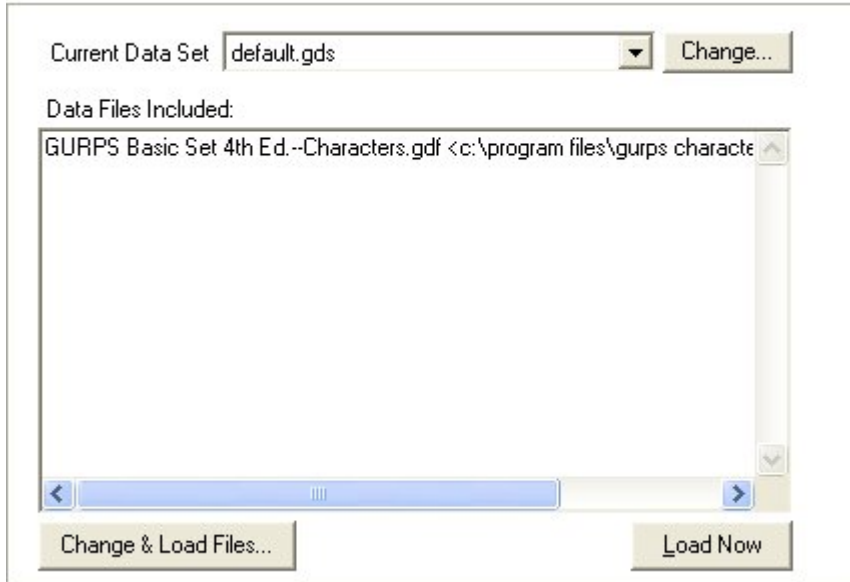 Current Data Set default.gds Change...
Data Files Included:
GURPS Basic Set 4th Ed.--Characters.gdf <c:\program files\gurps characte
Change & Load Files... Load Now